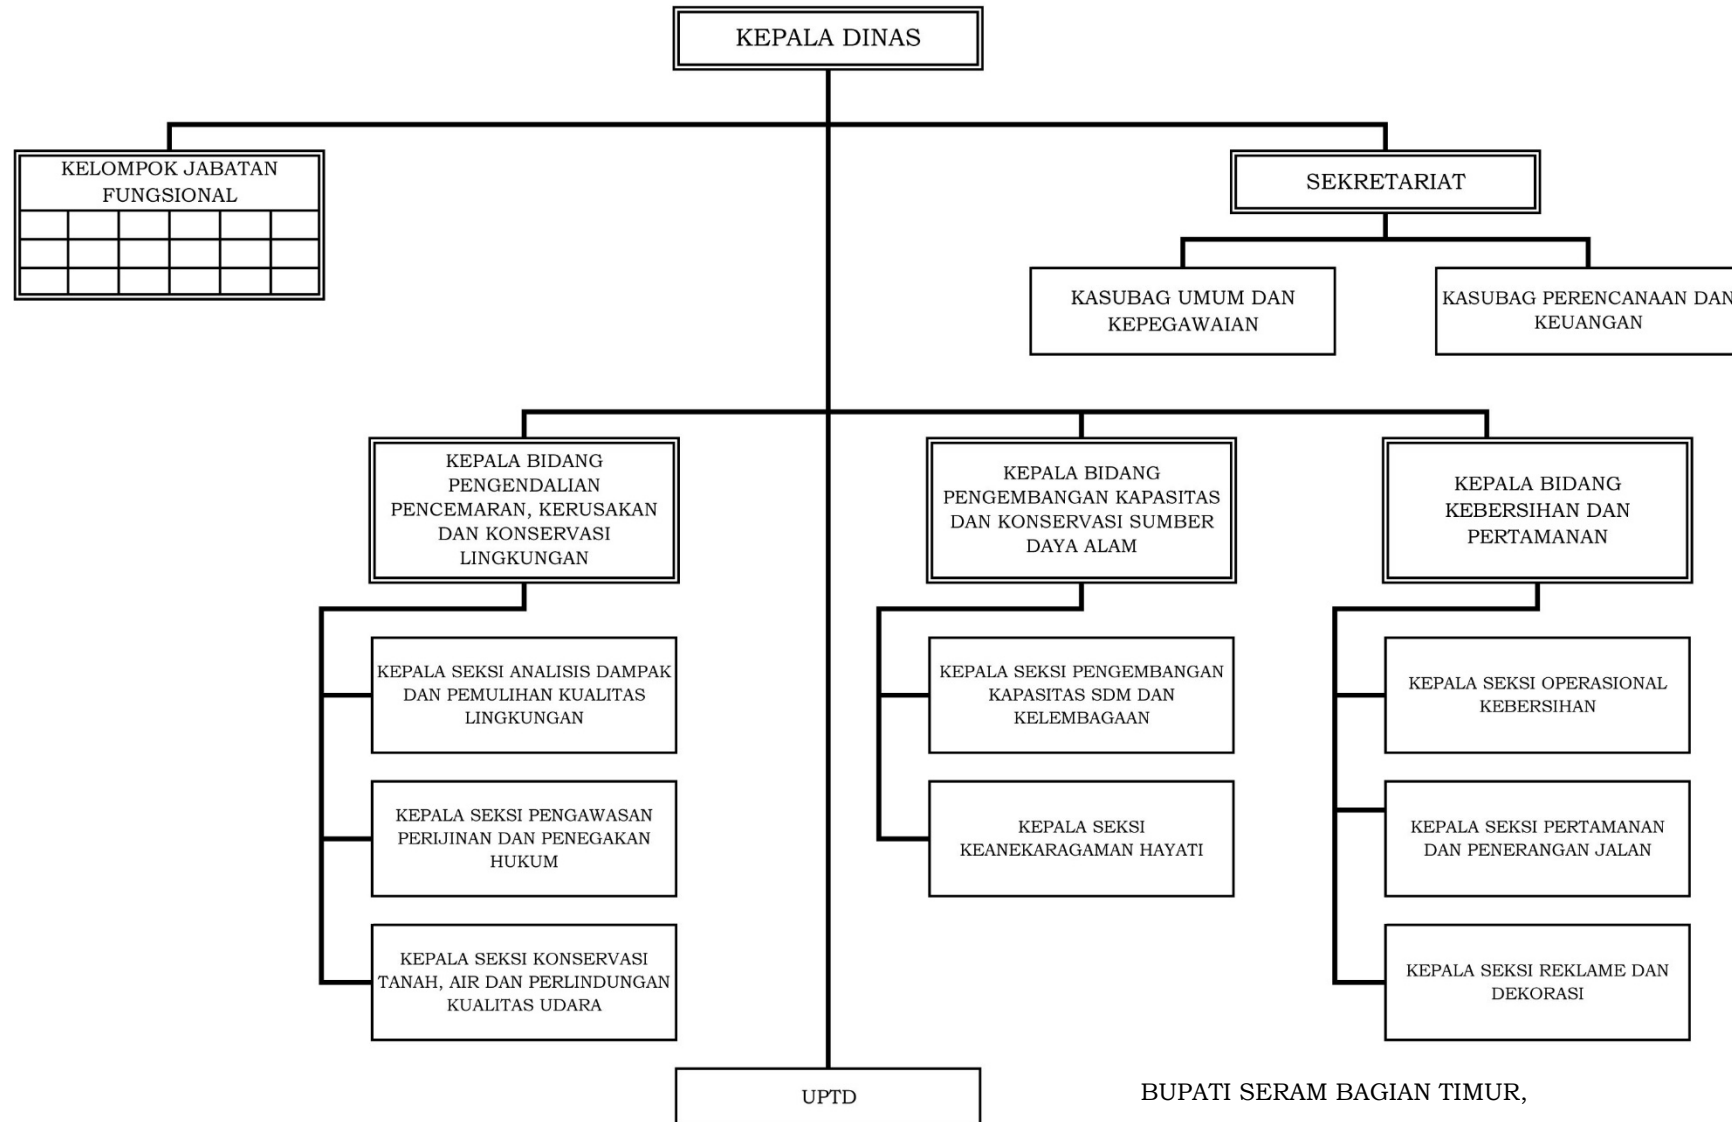 KEPALA DINAS
KELOMPOK JABATAN
FUNGSIONAL
SEKRETARIAT
KASUBAG UMUM DAN
KEPEGAWAIAN
KASUBAG PERENCANAAN DAN
KEUANGAN
KEPALA BIDANG
PENGENDALIAN
PENCEMARAN, KERUSAKAN
DAN KONSERVASI
LINGKUNGAN
KEPALA BIDANG
PENGEMBANGAN KAPASITAS
DAN KONSERVASI SUMBER
DAYA ALAM
KEPALA BIDANG
KEBERSIHAN DAN
PERTAMANAN
KEPALA SEKSI ANALISIS DAMPAK
DAN PEMULIHAN KUALITAS
LINGKUNGAN
KEPALA SEKSI PENGAWASAN
PERIJINAN DAN PENEGAKAN
HUKUM
KEPALA SEKSI KONSERVASI
TANAH, AIR DAN PERLINDUNGAN
KUALITAS UDARA
KEPALA SEKSI PENGEMBANGAN
KAPASITAS SDM DAN
KELEMBAGAAN
KEPALA SEKSI
KEANEKARAGAMAN HAYATI
KEPALA SEKSI OPERASIONAL
KEBERSIHAN
KEPALA SEKSI PERTAMANAN
DAN PENERANGAN JALAN
KEPALA SEKSI REKLAME DAN
DEKORASI
UPTD
BUPATI SERAM BAGIAN TIMUR,